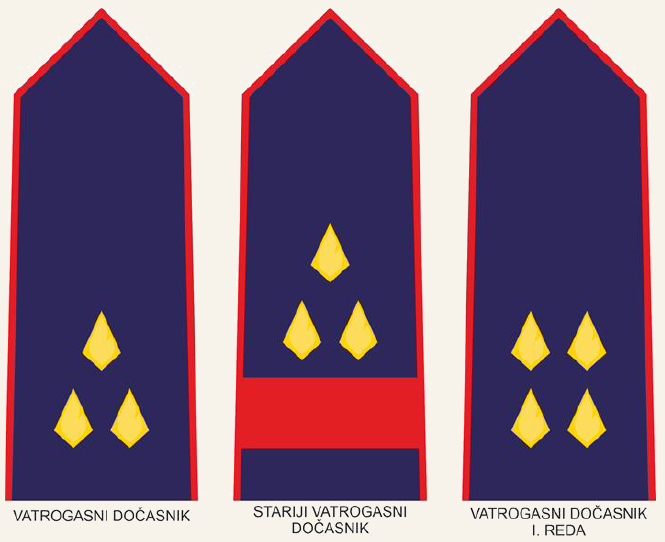 VATROGASNI DOČASNIK
STARIJI VATROGASNI
DOČASNIK
VATROGASNI DOČASNIK
I. REDA